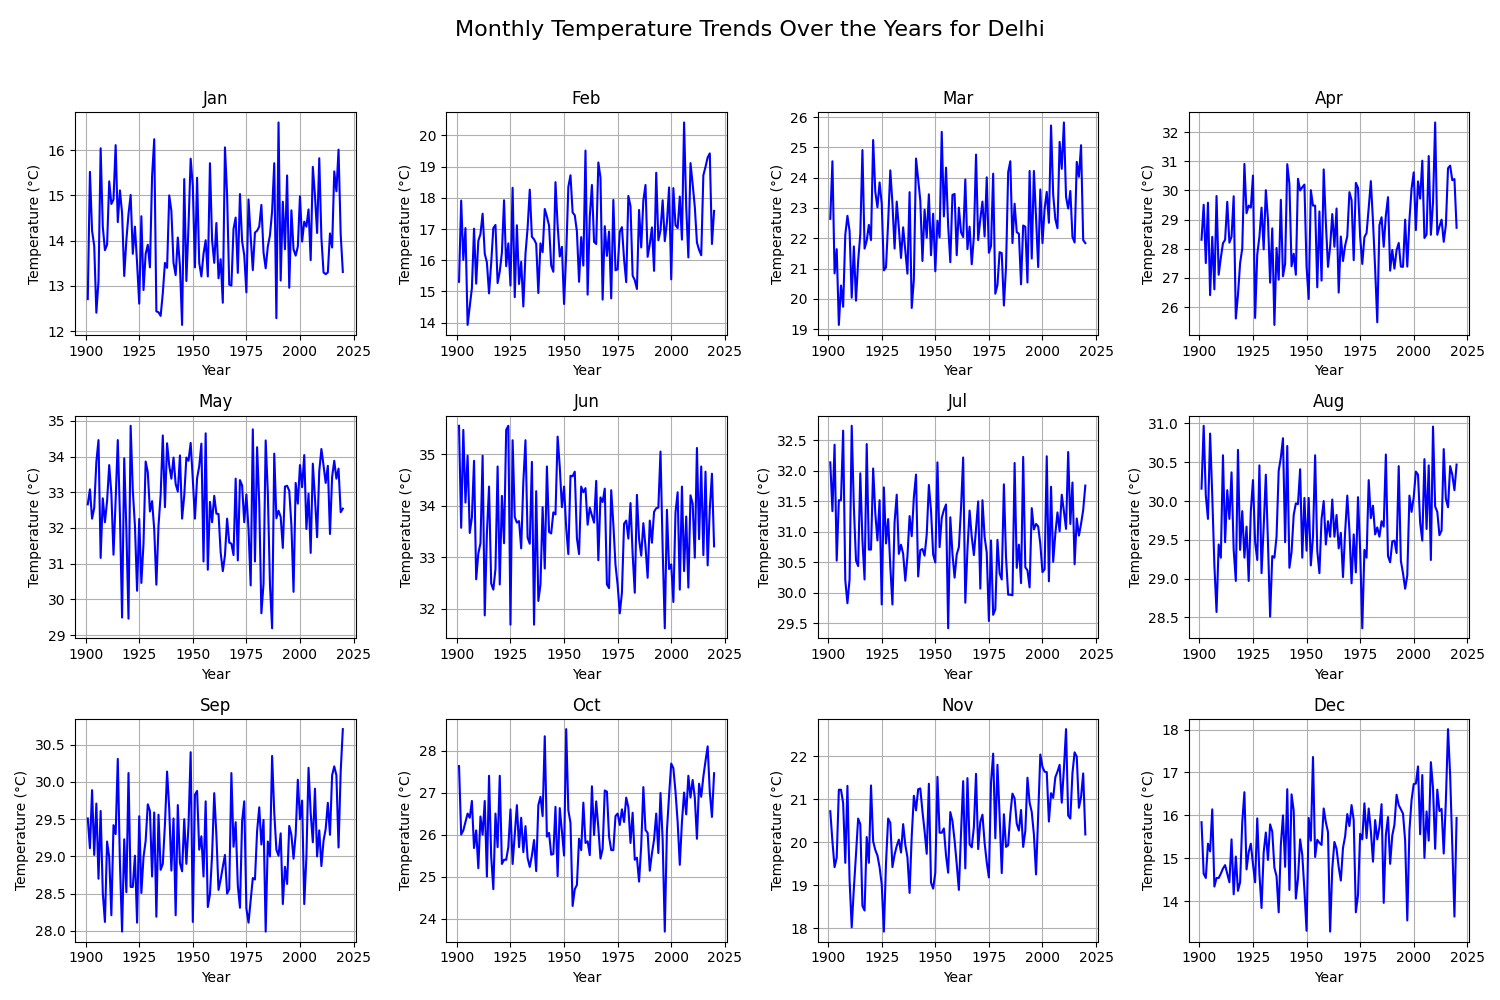 Monthly Temperature Trends Over the Years for Delhi
Jan
Temperature (°C)
16
15
14
13
12
1900 1925 1950 1975 2000 2025
Year
Feb
Temperature (°C)
20
19
18
17
16
15
14
1900 1925 1950 1975 2000 2025
Year
Mar
Temperature (°C)
26
25
24
23
22
21
20
19
1900 1925 1950 1975 2000 2025
Year
Apr
Temperature (°C)
32
31
30
29
28
27
26
1900 1925 1950 1975 2000 2025
Year
May
Temperature (°C)
35
34
33
32
31
30
29
1900 1925 1950 1975 2000 2025
Year
Jun
Temperature (°C)
35
34
33
32
1900 1925 1950 1975 2000 2025
Year
Jul
Temperature (°C)
32.5
32.0
31.5
31.0
30.5
30.0
29.5
1900 1925 1950 1975 2000 2025
Year
Aug
Temperature (°C)
31.0
30.5
30.0
29.5
29.0
28.5
1900 1925 1950 1975 2000 2025
Year
Sep
Temperature (°C)
30.5
30.0
29.5
29.0
28.5
28.0
1900 1925 1950 1975 2000 2025
Year
Oct
Temperature (°C)
28
27
26
25
24
1900 1925 1950 1975 2000 2025
Year
Nov
Temperature (°C)
22
21
20
19
18
1900 1925 1950 1975 2000 2025
Year
Dec
Temperature (°C)
18
17
16
15
14
1900 1925 1950 1975 2000 2025
Year